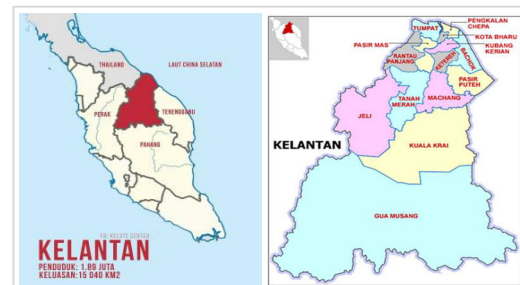 THAILAND
LAUT CHINA SELATAN
PERAK
TERENGGANU
PAHANG
KELANTAN
PENDUDUK: 1.89 JUTA
KELUASAN: 15 040 KM2
TUMPAT
PENGKALAN
CHEPA
KOTA BHARU
PASIR MAS
KUBANG
KERIAN
RANTAU
PANJANG
KETEREH
BACHOK
PASIR
PUTEH
TANAH
MERAH
MACHANG
JELI
KELANTAN
KUALA KRAI
GUA MUSANG